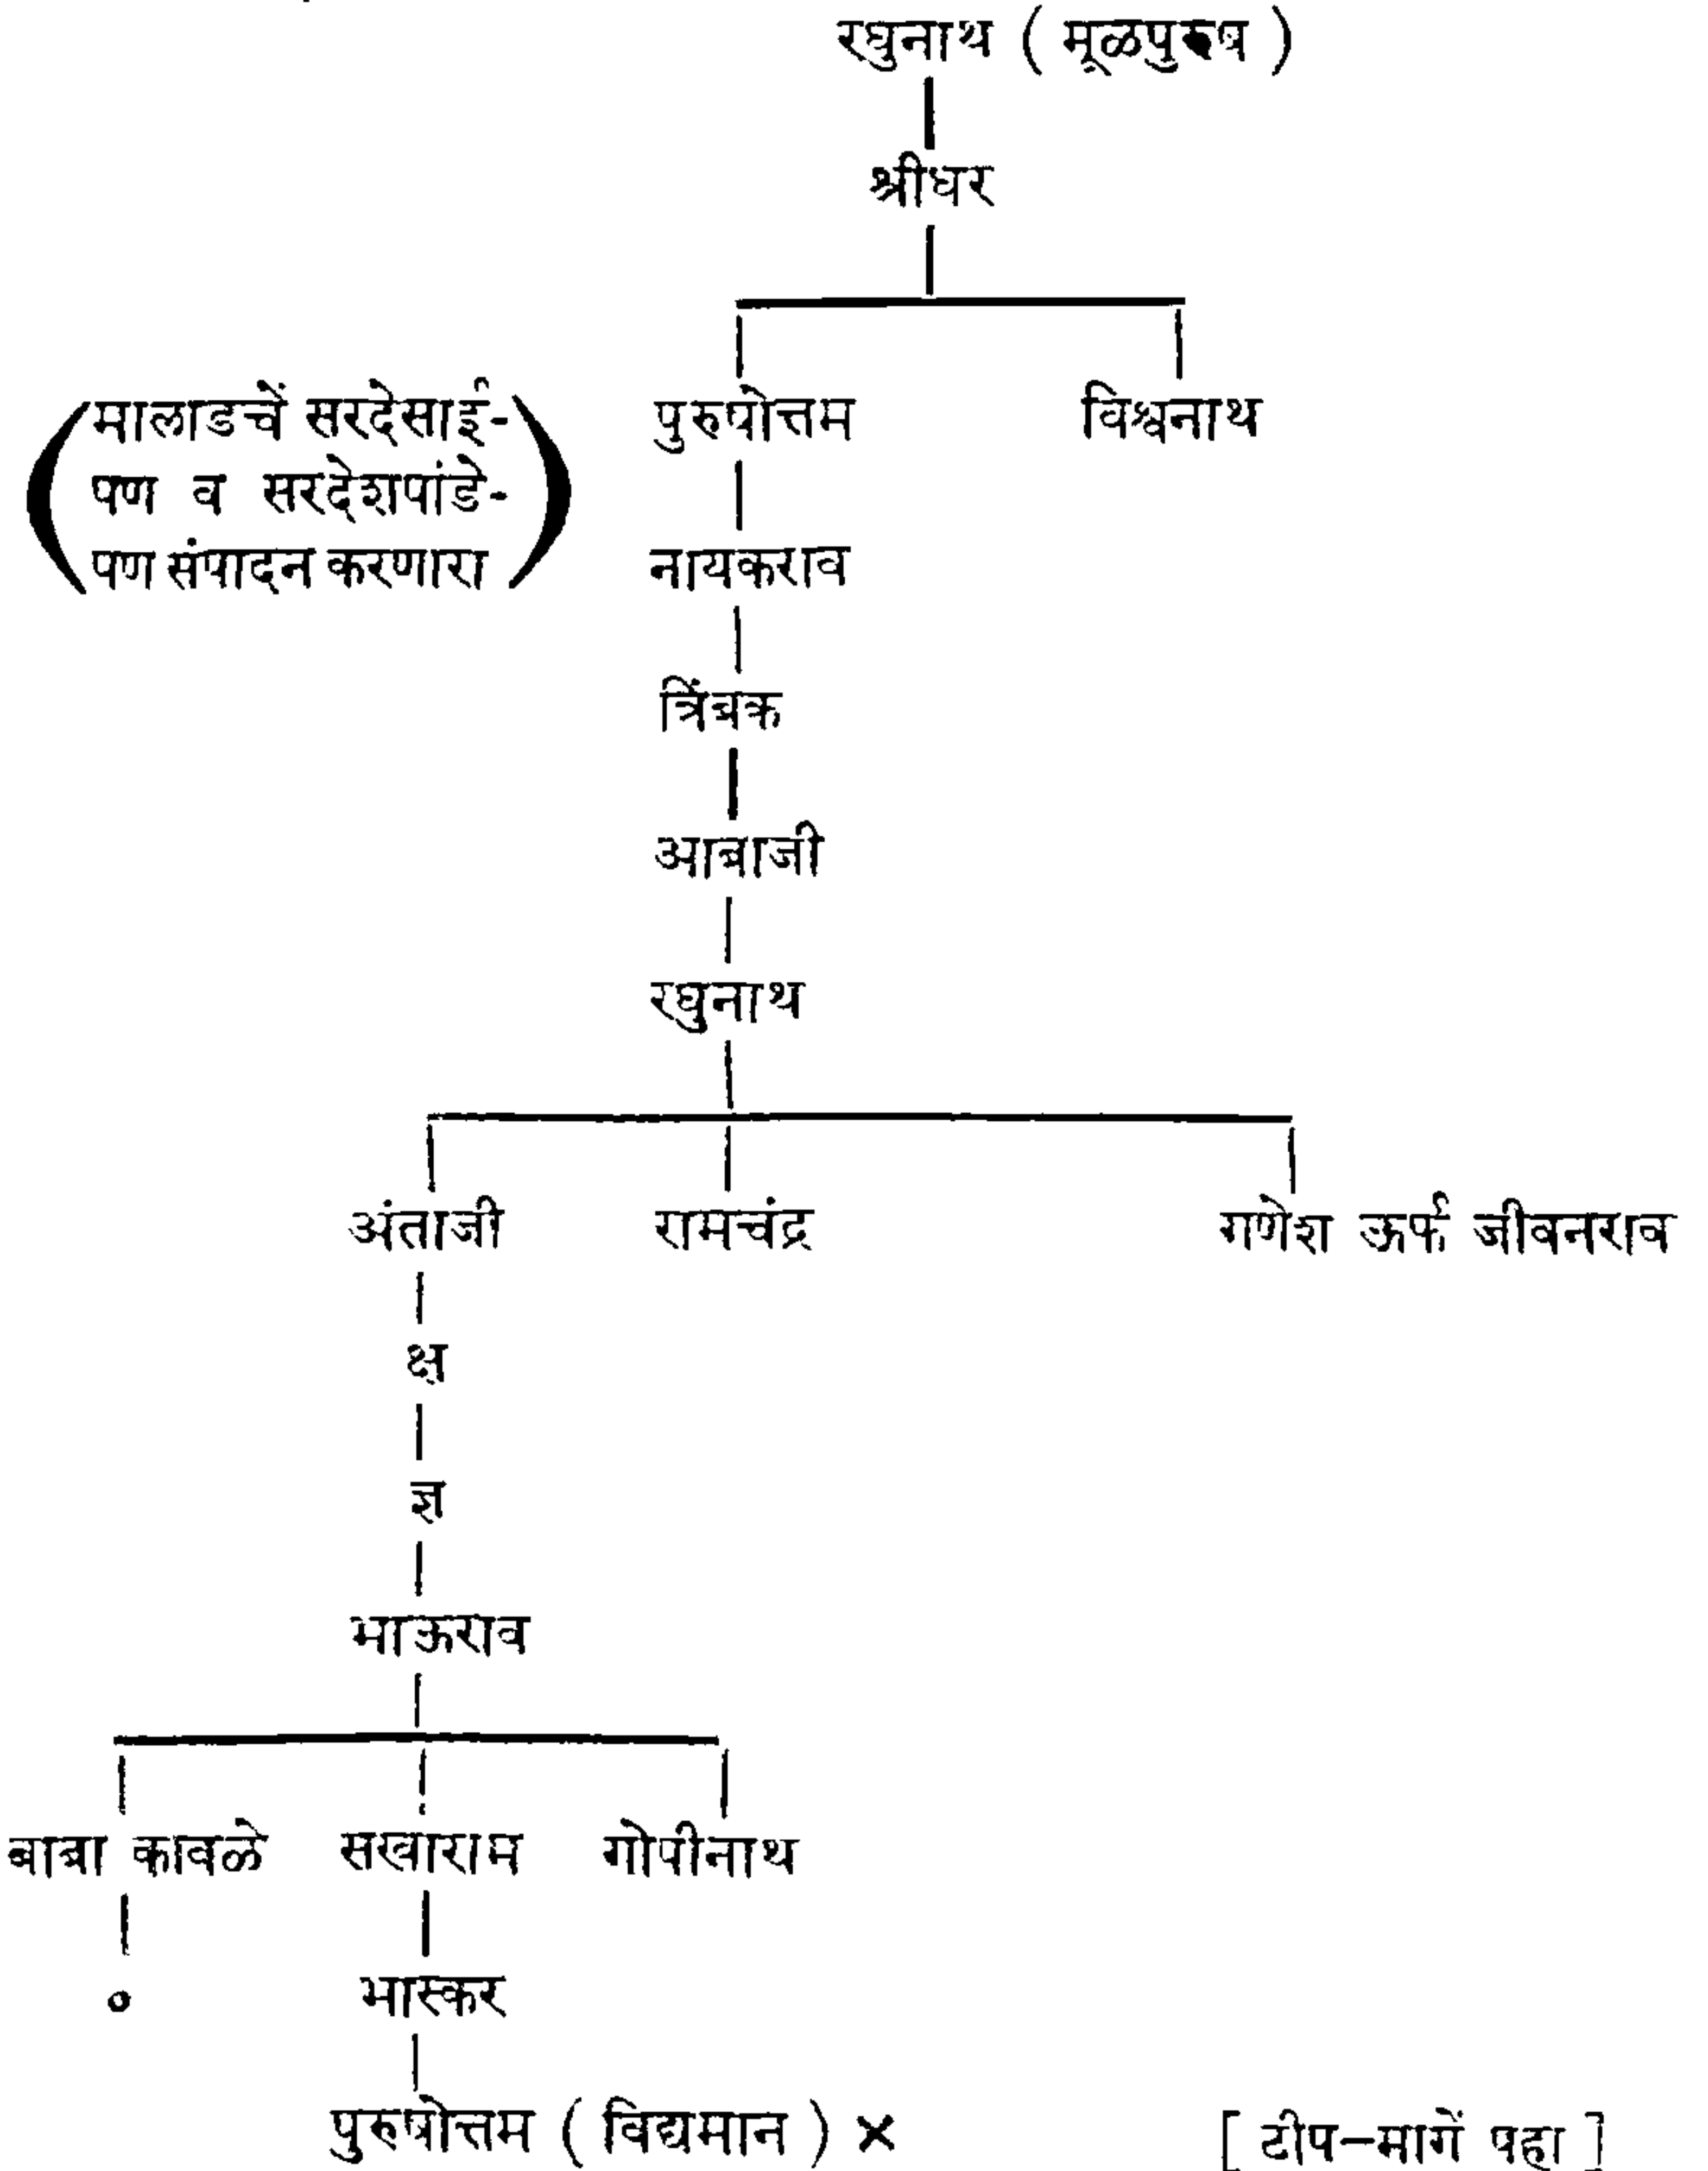 रघुनाथ ( मूळपुरुष )
श्रीधर
पुरुषोत्तम विश्वनाथ
( मालाडचें सरदेसाई-
पण व सरदेशपांडे-
पण संपादन करणारा )
नायकराव
त्रिंबक
आबाजी
रघुनाथ
अंताजी रामचंद्र गणेश ऊर्फ जीवनराव
क्ष
ज्ञ
भाऊराव
बाबा कावळे सखाराम गोपीनाथ
०
भास्कर
पुरुषोत्तम ( विद्यमान ) ×
[ टीप–मागें पहा ]